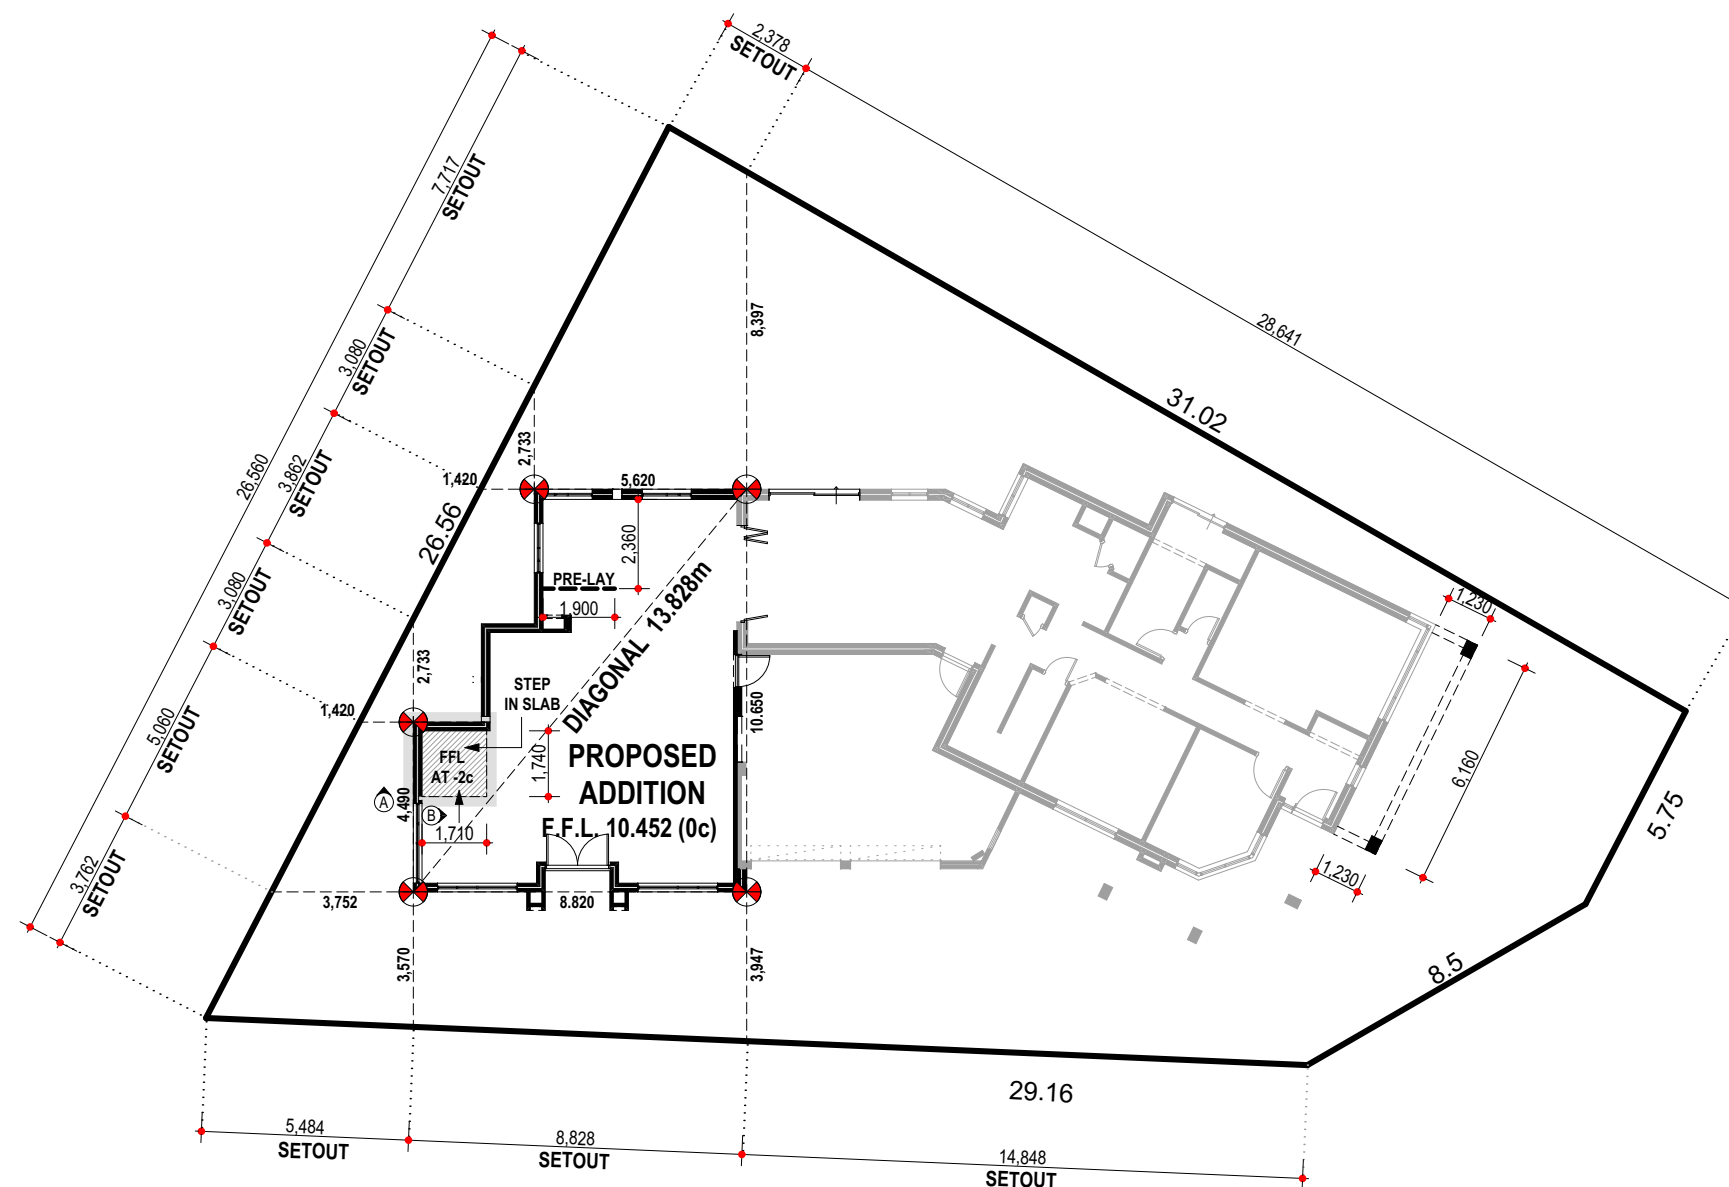 2,378
SETOUT
7,717
SETOUT
28,641
8,397
3,080
SETOUT
31.02
26,560
3,862
SETOUT
2,733
1,420
5,620
26.56
2,360
3,080
SETOUT
PRE-LAY
1,900
1,230
DIAGONAL 13.828m
2,733
STEP
IN SLAB
5,060
SETOUT
1,420
10.650
FFL
AT -2c
1,740
PROPOSED
ADDITION
F.F.L. 10.452 (0c)
6,160
A
4,490
B
1,710
5.75
3,762
SETOUT
1,230
3,752
8.820
3,570
3,947
8.5
29.16
5,484
SETOUT
8,828
SETOUT
14,848
SETOUT